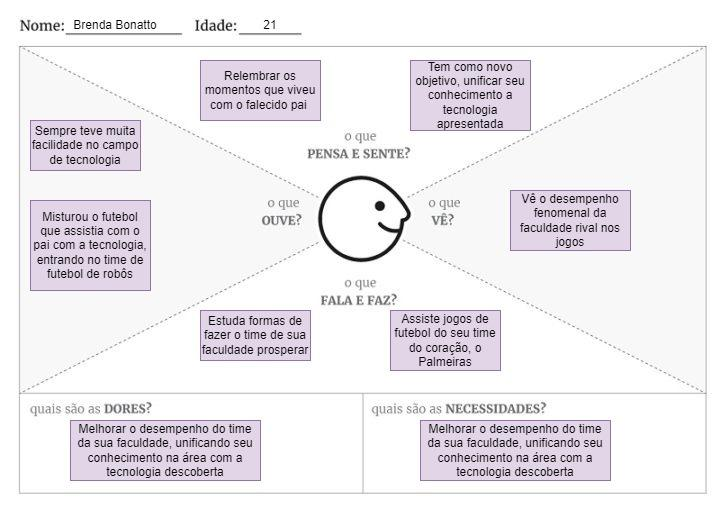 Nome: Brenda Bonatto Idade: 21
Relembrar os
momentos que viveu
com o falecido pai
Tem como novo
objetivo, unificar seu
conhecimento a
tecnologia
apresentada
o que
PENSA E SENTE?
Sempre teve muita
facilidade no campo
de tecnologia
Misturou o futebol
que assistia com o
pai com a tecnologia,
entrando no time de
futebol de robôs
o que
OUVE?
o que
VÊ?
Vê o desempenho
fenomenal da
faculdade rival nos
jogos
o que
FALA E FAZ?
Estuda formas de
fazer o time de sua
faculdade prosperar
Assiste jogos de
futebol do seu time
do coração, o
Palmeiras
quais são as DORES?
Melhorar o desempenho do time
da sua faculdade, unificando seu
conhecimento na área com a
tecnologia descoberta
quais são as NECESSIDADES?
Melhorar o desempenho do time
da sua faculdade, unificando seu
conhecimento na área com a
tecnologia descoberta